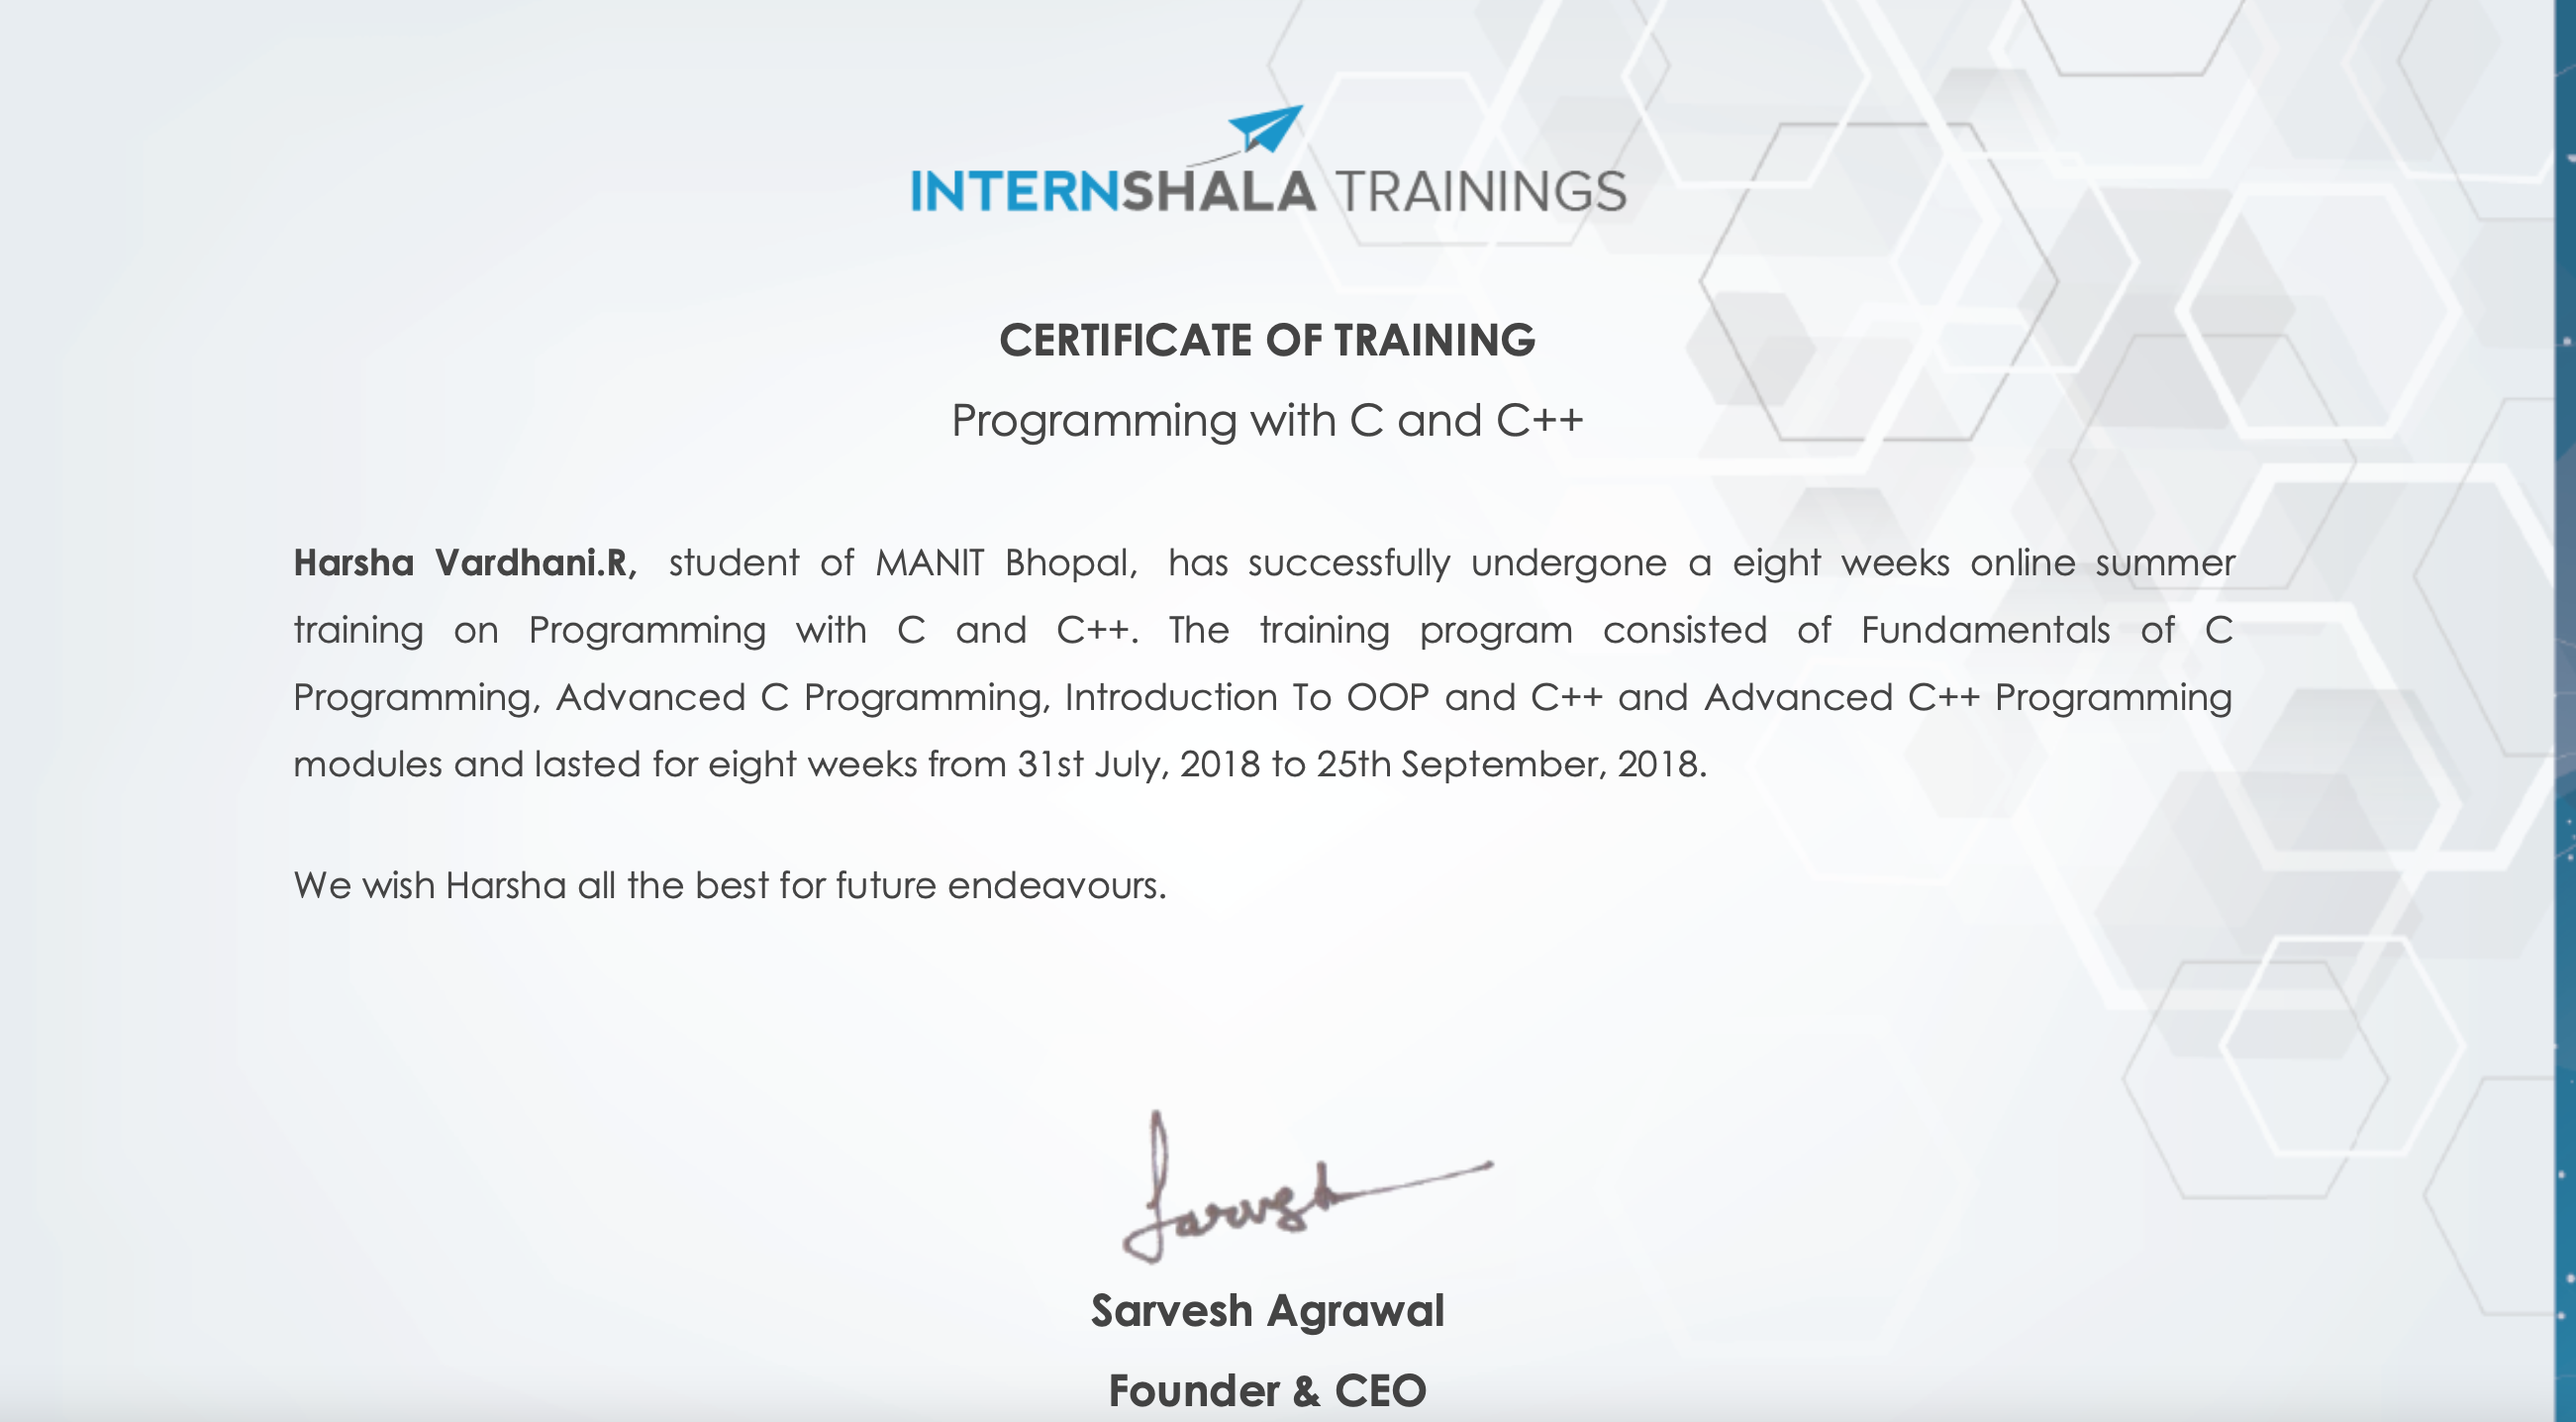 INTERNSHALA TRAININGS
CERTIFICATE OF TRAINING
Programming with C and C++
Harsha Vardhani.R, student of MANIT Bhopal, has successfully undergone a eight weeks online summer
training on Programming with C and C++. The training program consisted of Fundamentals of C
Programming, Advanced C Programming, Introduction To OOP and C++ and Advanced C++ Programming
modules and lasted for eight weeks from 31st July, 2018 to 25th September, 2018.
We wish Harsha all the best for future endeavours.
Sarvesh
Sarvesh Agrawal
Founder & CEO